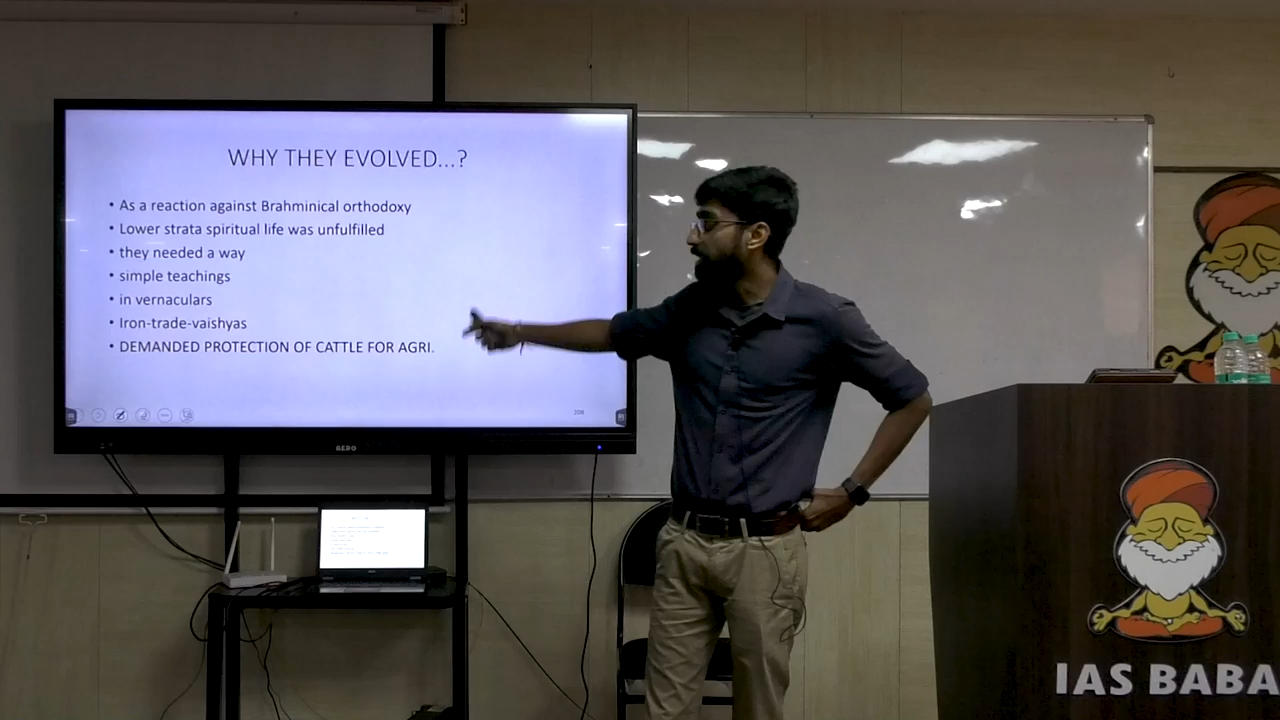 WHY THEY EVOLVED...?
• As a reaction against Brahminical orthodoxy
• Lower strata spiritual life was unfulfilled
• they needed a way
• simple teachings
• in vernaculars
• Iron-trade-vaishyas
• DEMANDED PROTECTION OF CATTLE FOR AGRI.
208
IAS BABA